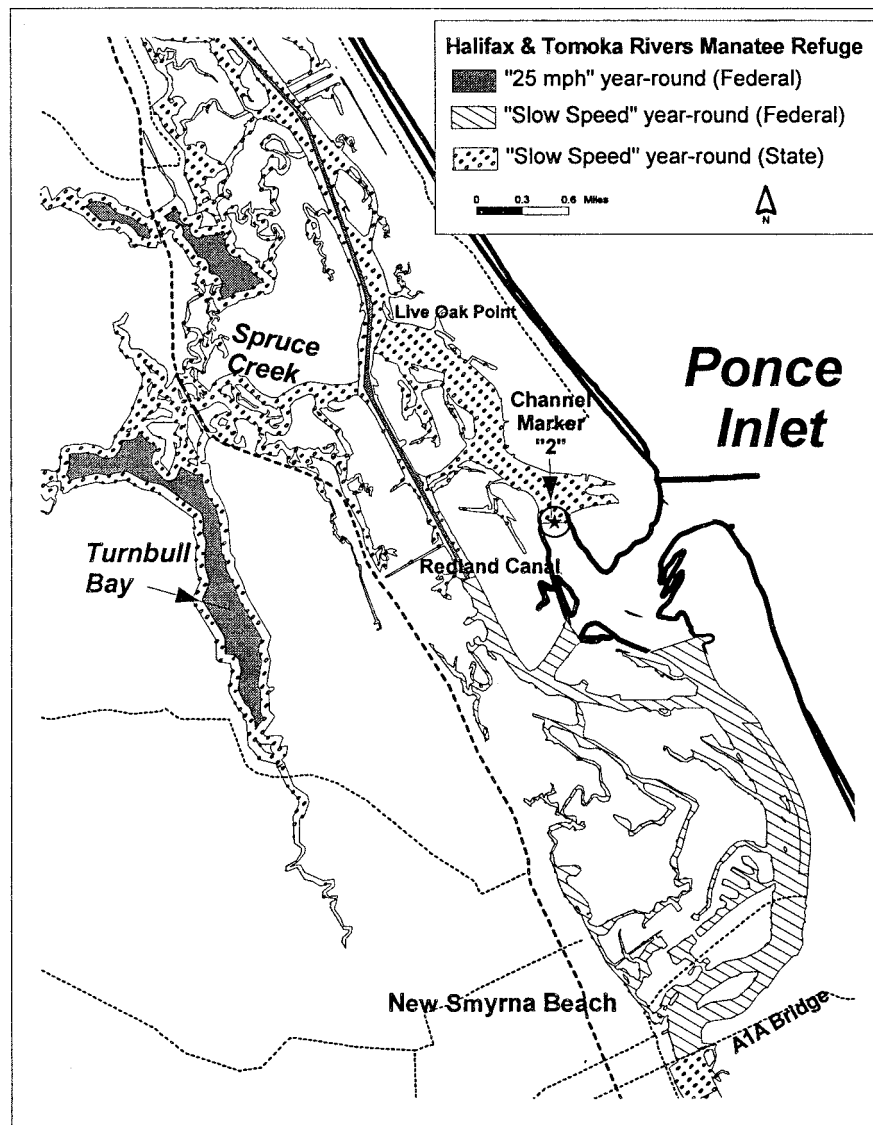 Halifax & Tomoka Rivers Manatee Refuge
"25 mph" year-round (Federal)
"Slow Speed" year-round (Federal)
"Slow Speed" year-round (State)
0 0.3 0.6 Miles
N
Live Oak Point
Spruce
Creek
Ponce
Inlet
Channel
Marker
"2"
Turnbull
Bay
Redland Canal
New Smyrna Beach
A1A Bridge